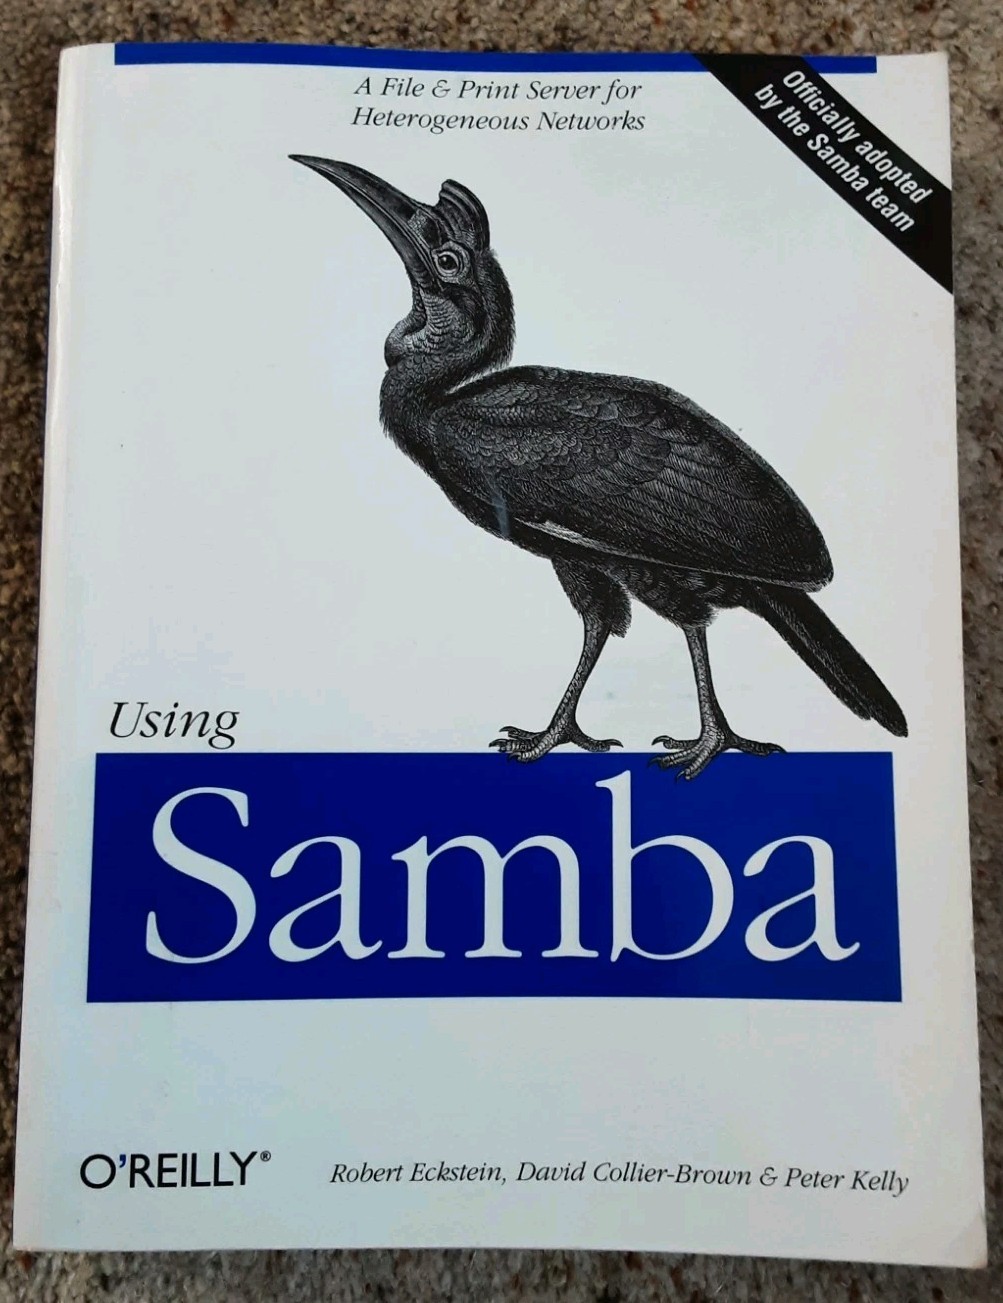 A File & Print Server for
Heterogeneous Networks
Officially adopted
by the Samba team
Using
Samba
O'REILLY®
Robert Eckstein, David Collier-Brown & Peter Kelly